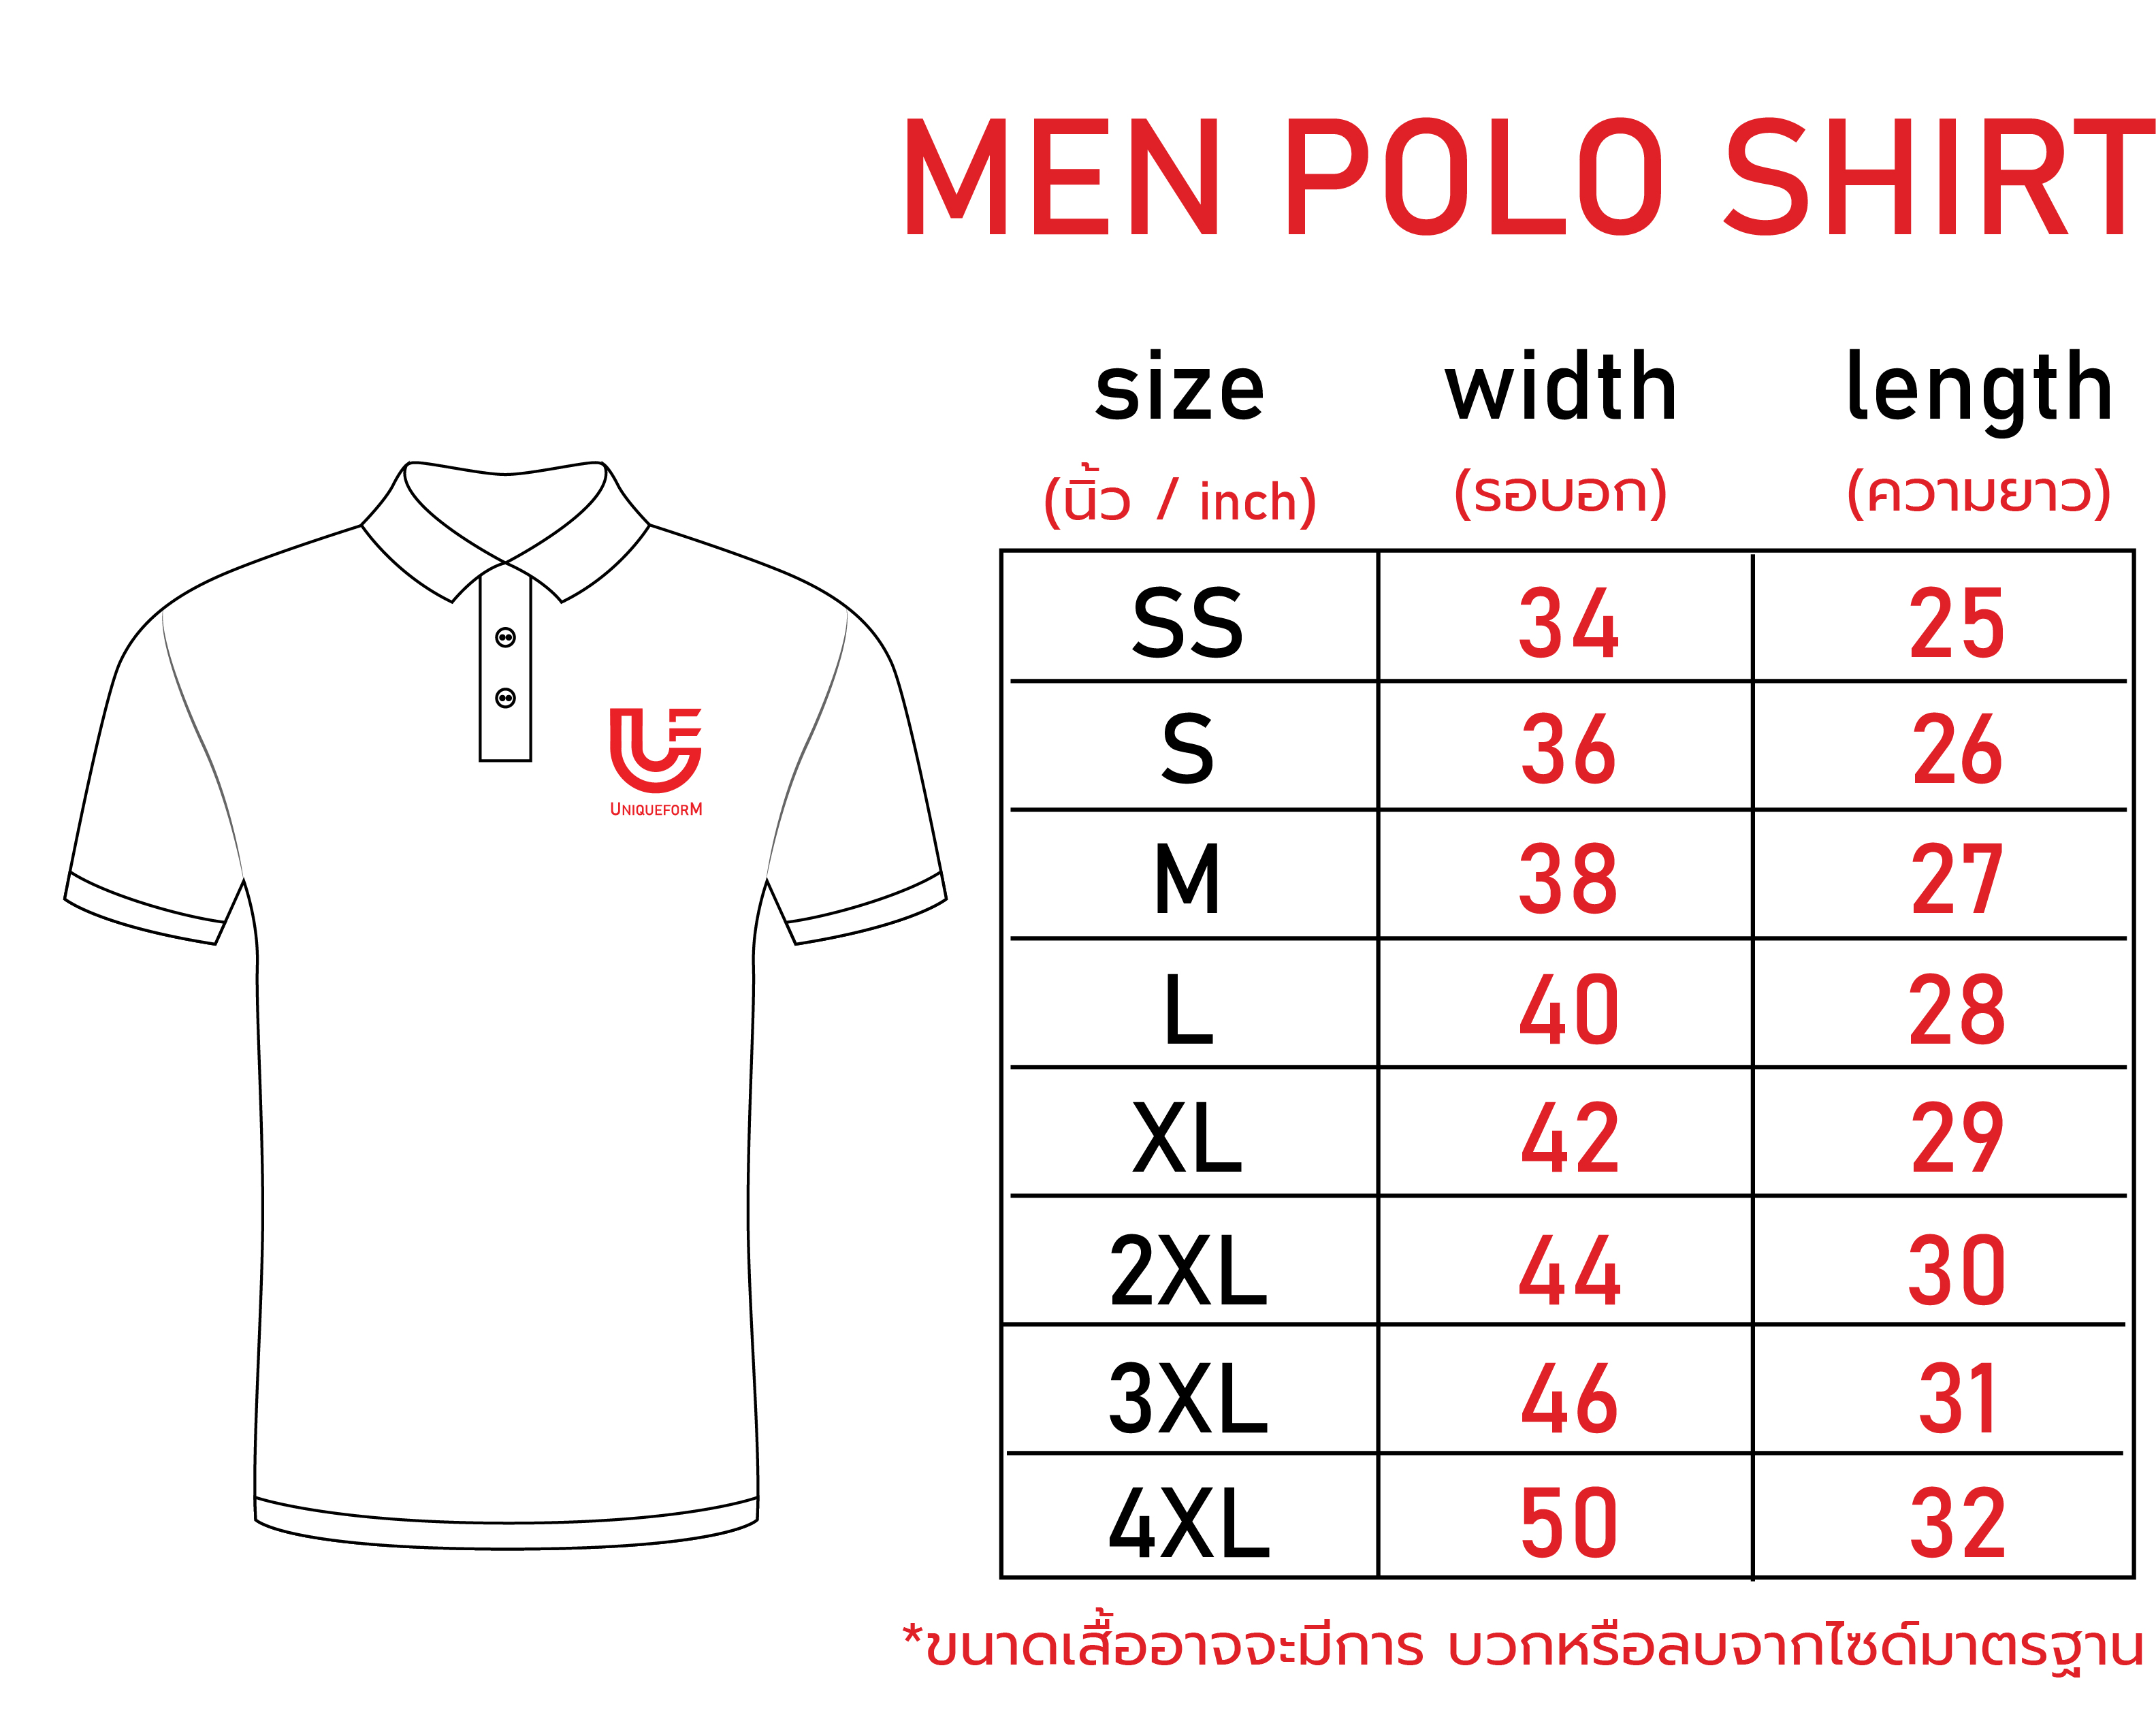 MEN POLO SHIRT
size width length
(นิ้ว / inch) (รอบอก) (ความยาว)
SS 34 25
S 36 26
M 38 27
L 40 28
XL 42 29
2XL 44 30
3XL 46 31
4XL 50 32
*ขนาดเสื้ออาจจะมีการ บวกหรือลบจากไซด์มาตรฐาน
UF
UNIQUEFORM